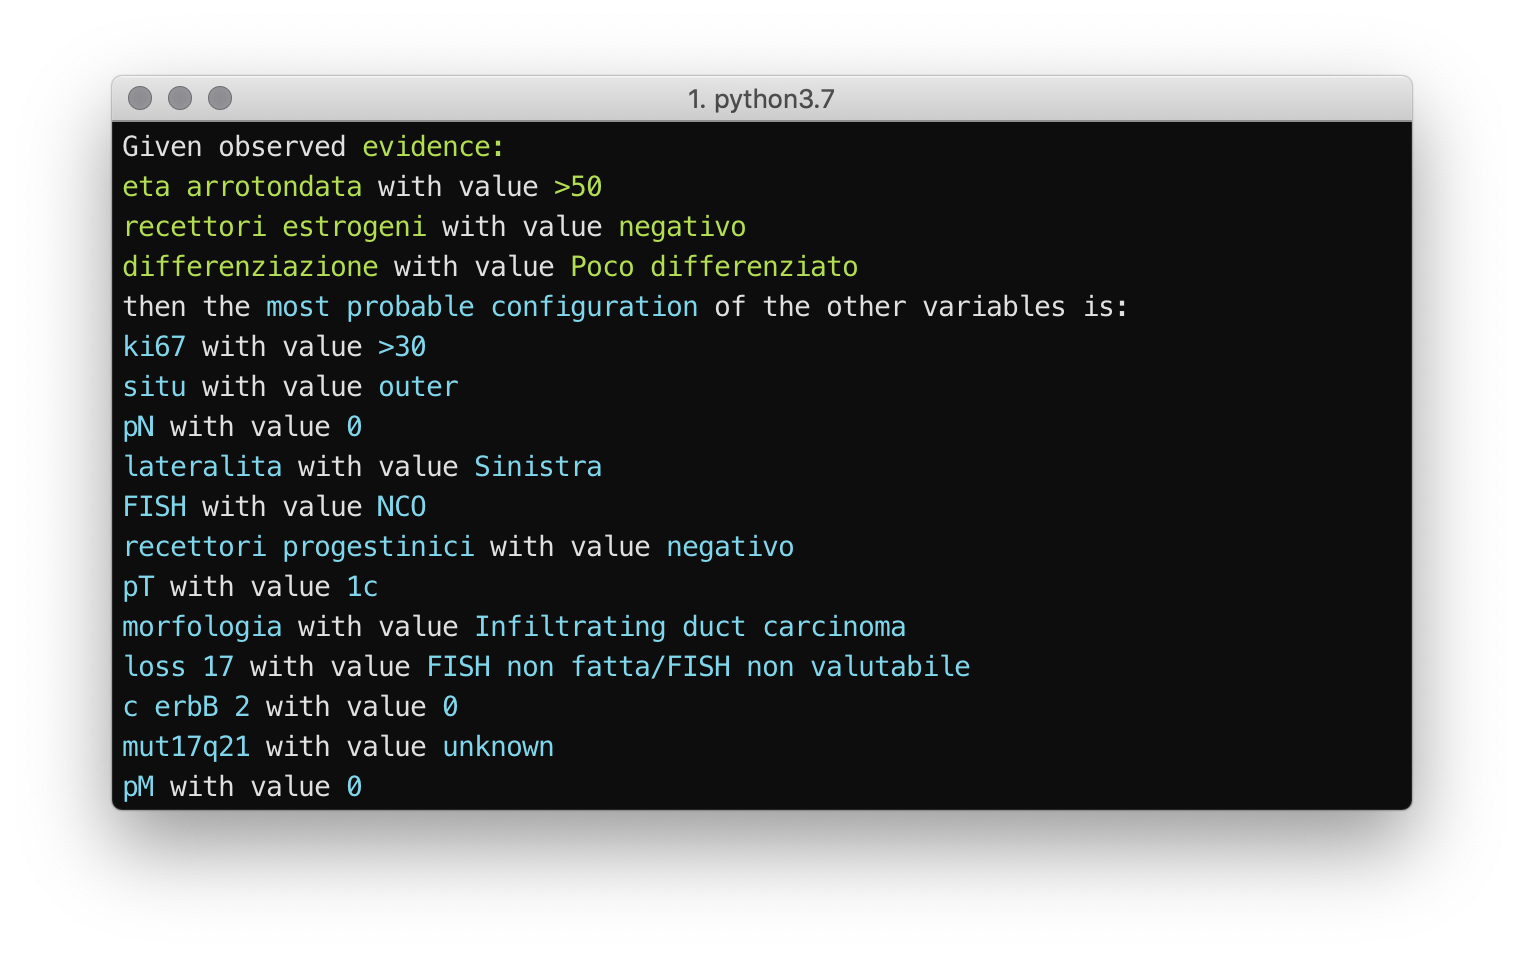 1. python3.7
Given observed evidence:
eta arrotondata with value >50
recettori estrogeni with value negativo
differenziazione with value Poco differenziato
then the most probable configuration of the other variables is:
ki67 with value >30
situ with value outer
pN with value 0
lateralita with value Sinistra
FISH with value NCO
recettori progestinici with value negativo
pT with value 1c
morfologia with value Infiltrating duct carcinoma
loss 17 with value FISH non fatta/FISH non valutabile
c erbB 2 with value 0
mut17q21 with value unknown
pM with value 0